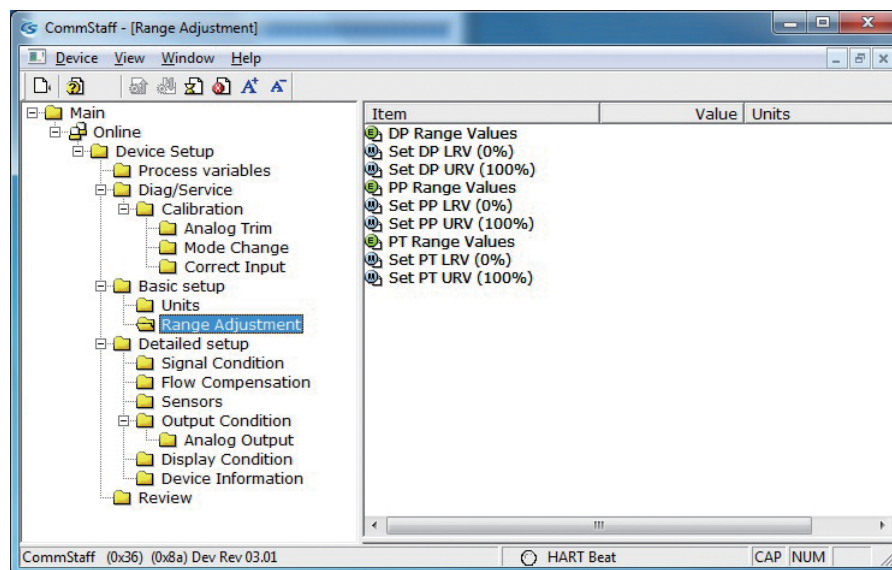 CommStaff - [Range Adjustment]
Device View Window Help
Main
Online
Device Setup
Process variables
Diag/Service
Calibration
Analog Trim
Mode Change
Correct Input
Basic setup
Units
Range Adjustment
Detailed setup
Signal Condition
Flow Compensation
Sensors
Output Condition
Analog Output
Display Condition
Device Information
Review
Item Value Units
DP Range Values
Set DP LRV (0%)
Set DP URV (100%)
PP Range Values
Set PP LRV (0%)
Set PP URV (100%)
PT Range Values
Set PT LRV (0%)
Set PT URV (100%)
CommStaff (0x36) (0x8a) Dev Rev 03.01 HART Beat CAP NUM